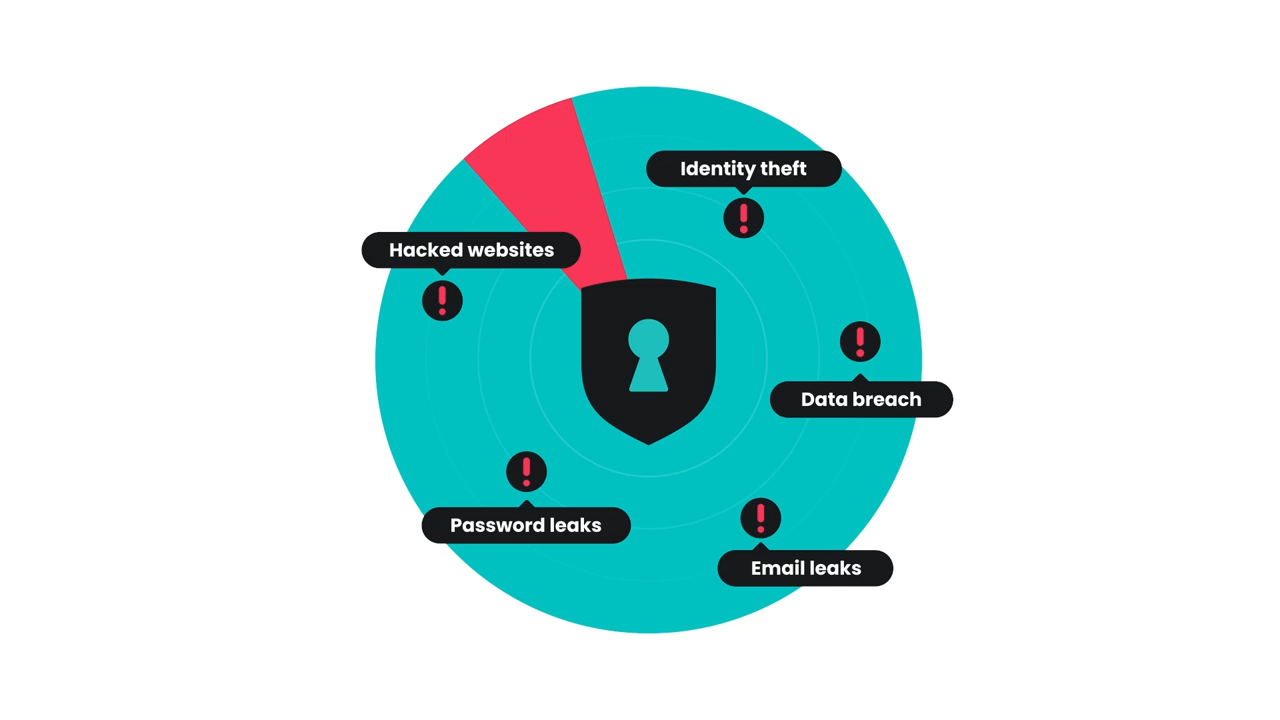 Identity theft
Hacked websites
Data breach
Password leaks
Email leaks